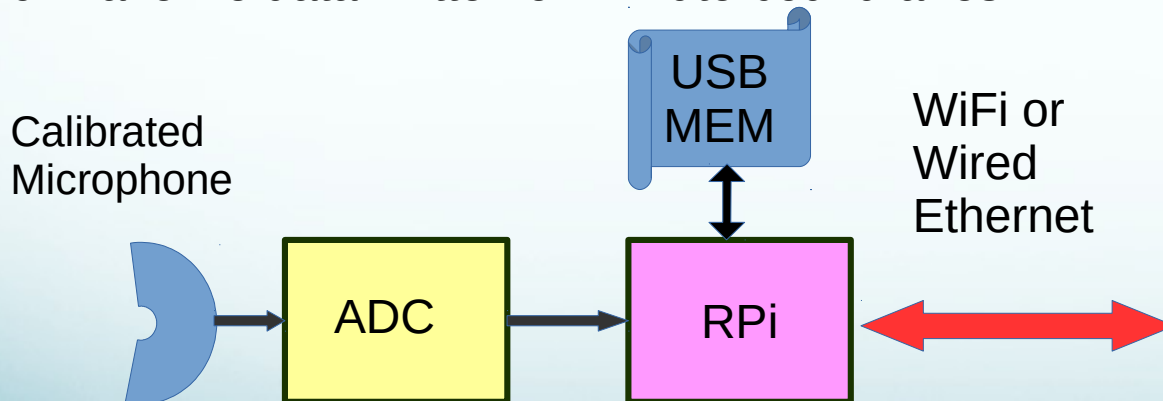 Calibrated
Microphone
USB
MEM
WiFi or
Wired
Ethernet
ADC
RPi